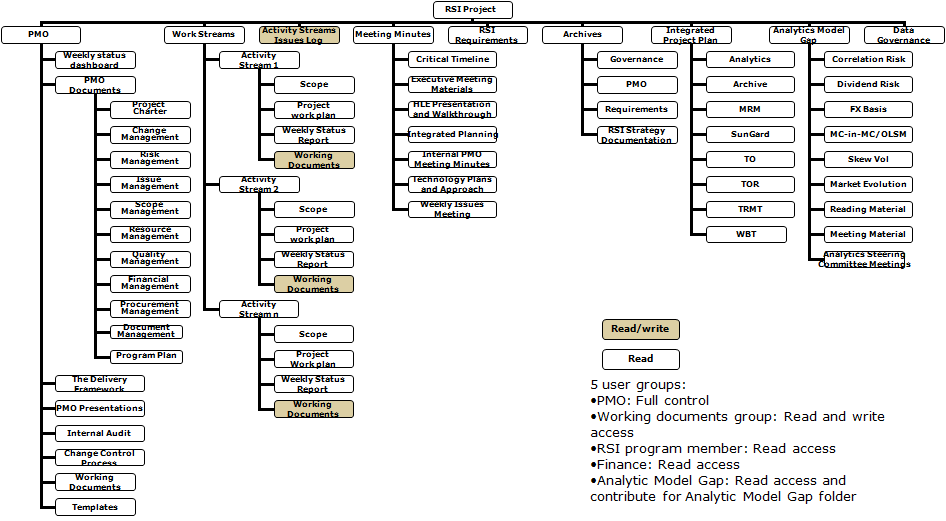 RSI Project
PMO
Work Streams
Activity Streams
Issues Log
Meeting Minutes
RSI
Requirements
Archives
Integrated
Project Plan
Analytics Model
Gap
Data
Governance
Weekly status
dashboard
PMO
Documents
Project
Charter
Change
Management
Risk
Management
Issue
Management
Scope
Management
Resource
Management
Quality
Management
Financial
Management
Procurement
Management
Document
Management
Program Plan
The Delivery
Framework
PMO Presentations
Internal Audit
Change Control
Process
Working
Documents
Templates
Activity
Stream 1
Scope
Project
work plan
Weekly Status
Report
Working
Documents
Activity
Stream 2
Scope
Project
work plan
Weekly Status
Report
Working
Documents
Activity
Stream n
Scope
Project
Work plan
Weekly Status
Report
Working
Documents
Critical Timeline
Executive Meeting
Materials
HLE Presentation
and Walkthrough
Integrated Planning
Internal PMO
Meeting Minutes
Technology Plans
and Approach
Weekly Issues
Meeting
Governance
PMO
Requirements
RSI Strategy
Documentation
Analytics
Archive
MRM
SunGard
TO
TOR
TRMT
WBT
Correlation Risk
Dividend Risk
FX Basis
MC-in-MC/OLSM
Skew Vol
Market Evolution
Reading Material
Meeting Material
Analytics Steering
Committee Meetings
Read/write
Read
5 user groups:
•PMO: Full control
•Working documents group: Read and write
access
•RSI program member: Read access
•Finance: Read access
•Analytic Model Gap: Read access and
contribute for Analytic Model Gap folder